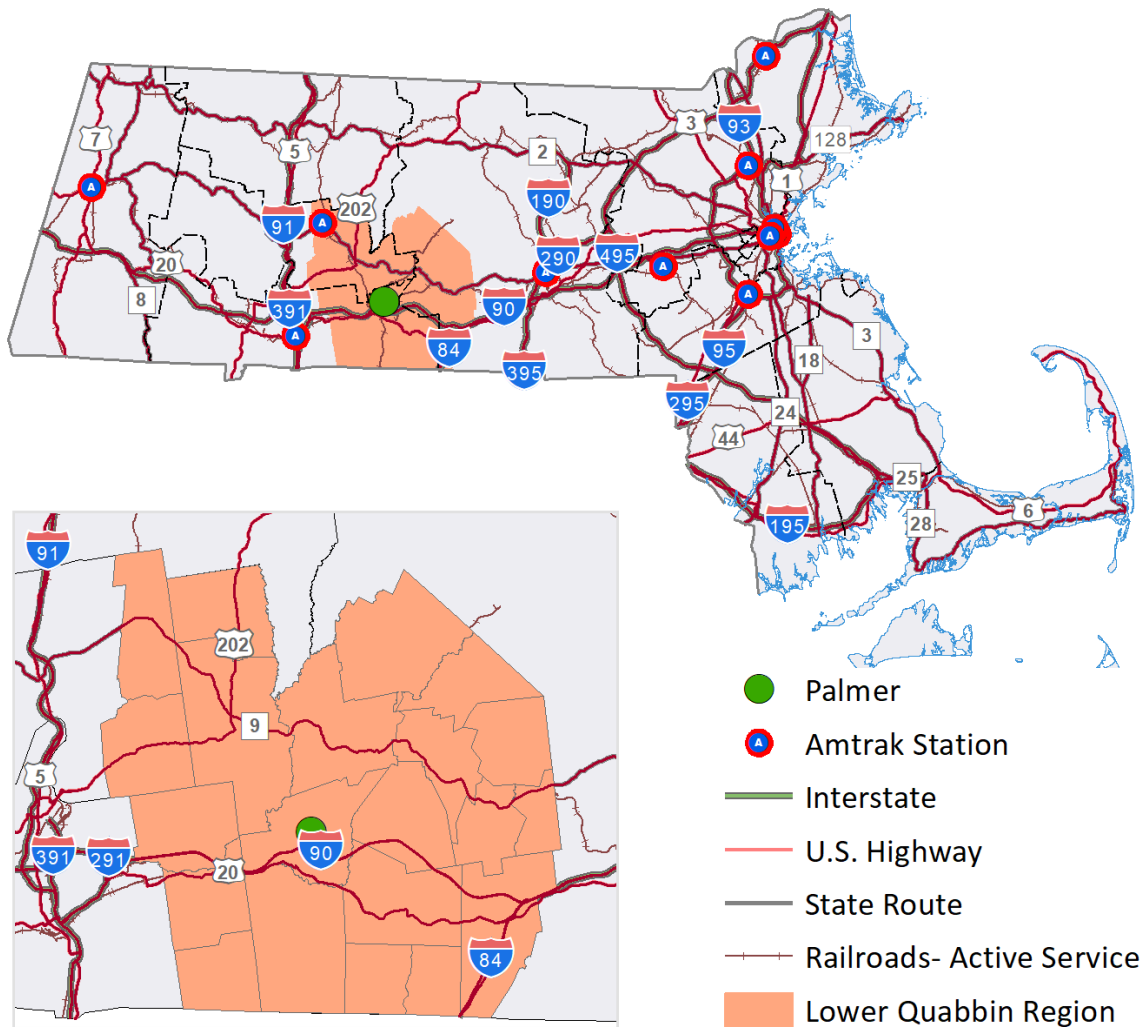 A
93
3
128
7
5
2
A
1
A
190
202
A
91
A
290
495
A
20
A
8
391
90
A
3
84
95
18
395
A
295
24
44
25
6
195
28
91
202
9
5
90
391
291
20
84
Palmer
A
Amtrak Station
Interstate
U.S. Highway
State Route
Railroads- Active Service
Lower Quabbin Region